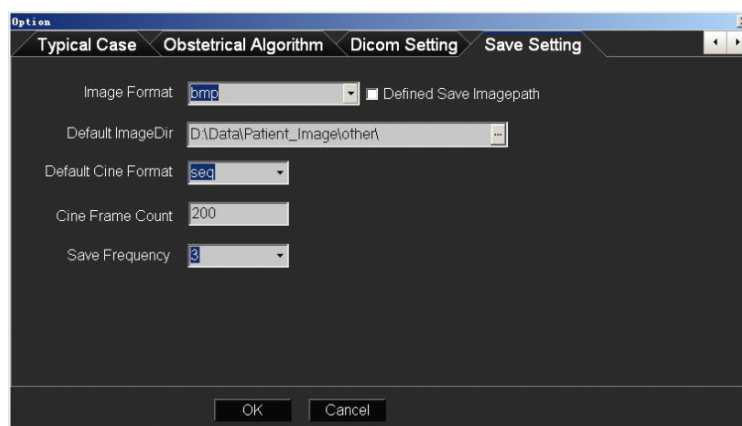 Option
Typical Case Obstetrical Algorithm Dicom Setting Save Setting
Image Format bmp Defined Save Imagepath
Default ImageDir D:\Data\Patient_Image\other\ ...
Default Cine Format seq
Cine Frame Count 200
Save Frequency 3
OK Cancel